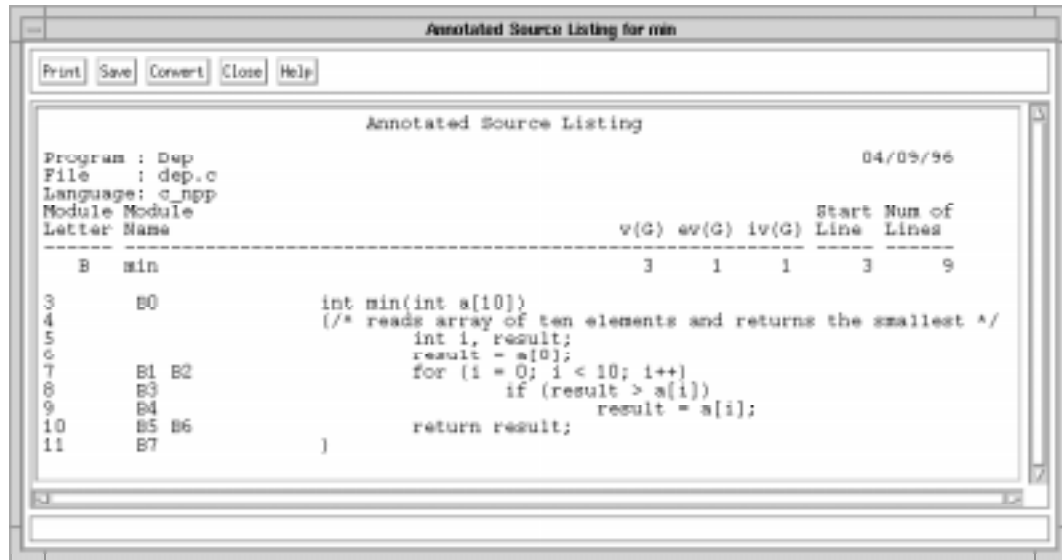 Annotated Source Listing for min
Print Save Convert Close Help
Annotated Source Listing
Program : Dep 04/09/96
File : dep.c
Language: c_npp
Module Module Start Num of
Letter Name v(G) ev(G) iv(G) Line Lines
------ ------------------------------------------------ ---- ----- ----- ----- ------
B min 3 1 1 3 9
3 B0 int min(int a[10])
4 {/* reads array of ten elements and returns the smallest */
5 int i, result;
6 result = a[0];
7 B1 B2 for (i = 0; i < 10; i++)
8 B3 if (result > a[i])
9 B4 result = a[i];
10 B5 B6 return result;
11 B7 }